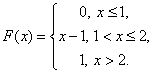 0, x ≤ 1,
F(x) = { x − 1, 1 < x ≤ 2,
1, x > 2.